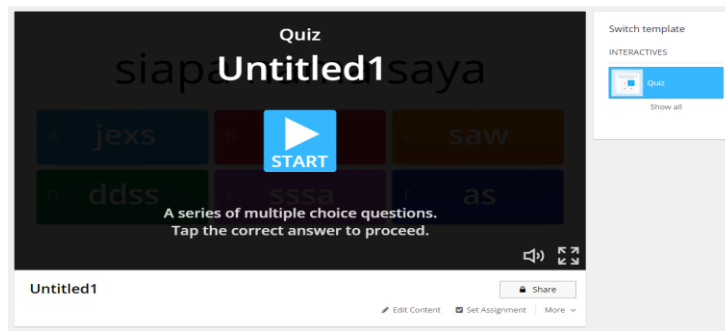 Quiz
Untitled1
siapa saya
A jexs
B
C saw
D ddss
E sssa
F as
START
A series of multiple choice questions.
Tap the correct answer to proceed.
Untitled1
Share
Edit Content
Set Assignment
More
Switch template
INTERACTIVES
Quiz
Show all